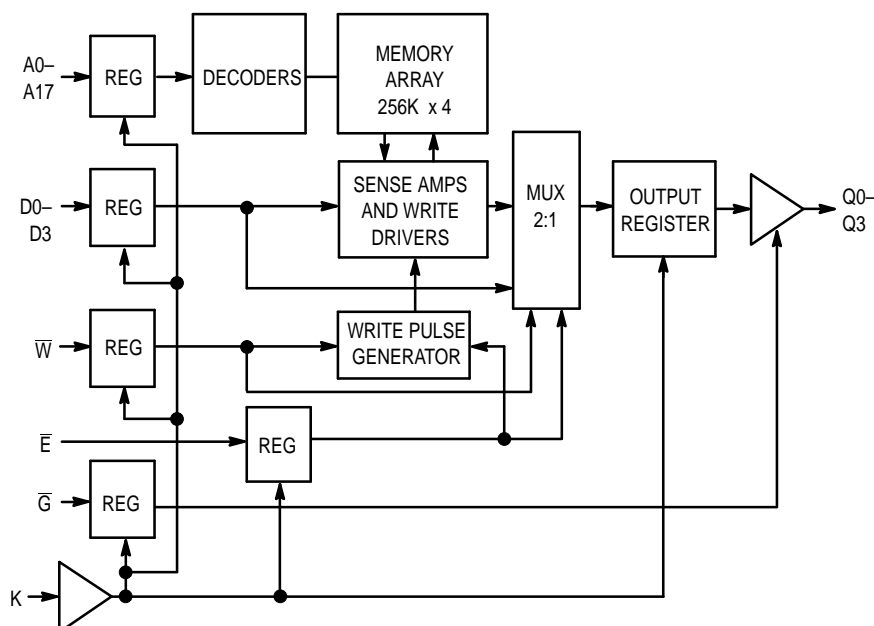 A0–
A17
REG
DECODERS
MEMORY
ARRAY
256K x 4
D0–
D3
REG
SENSE AMPS
AND WRITE
DRIVERS
MUX
2:1
OUTPUT
REGISTER
Q0–
Q3
W̅
REG
WRITE PULSE
GENERATOR
E̅
REG
G̅
REG
K